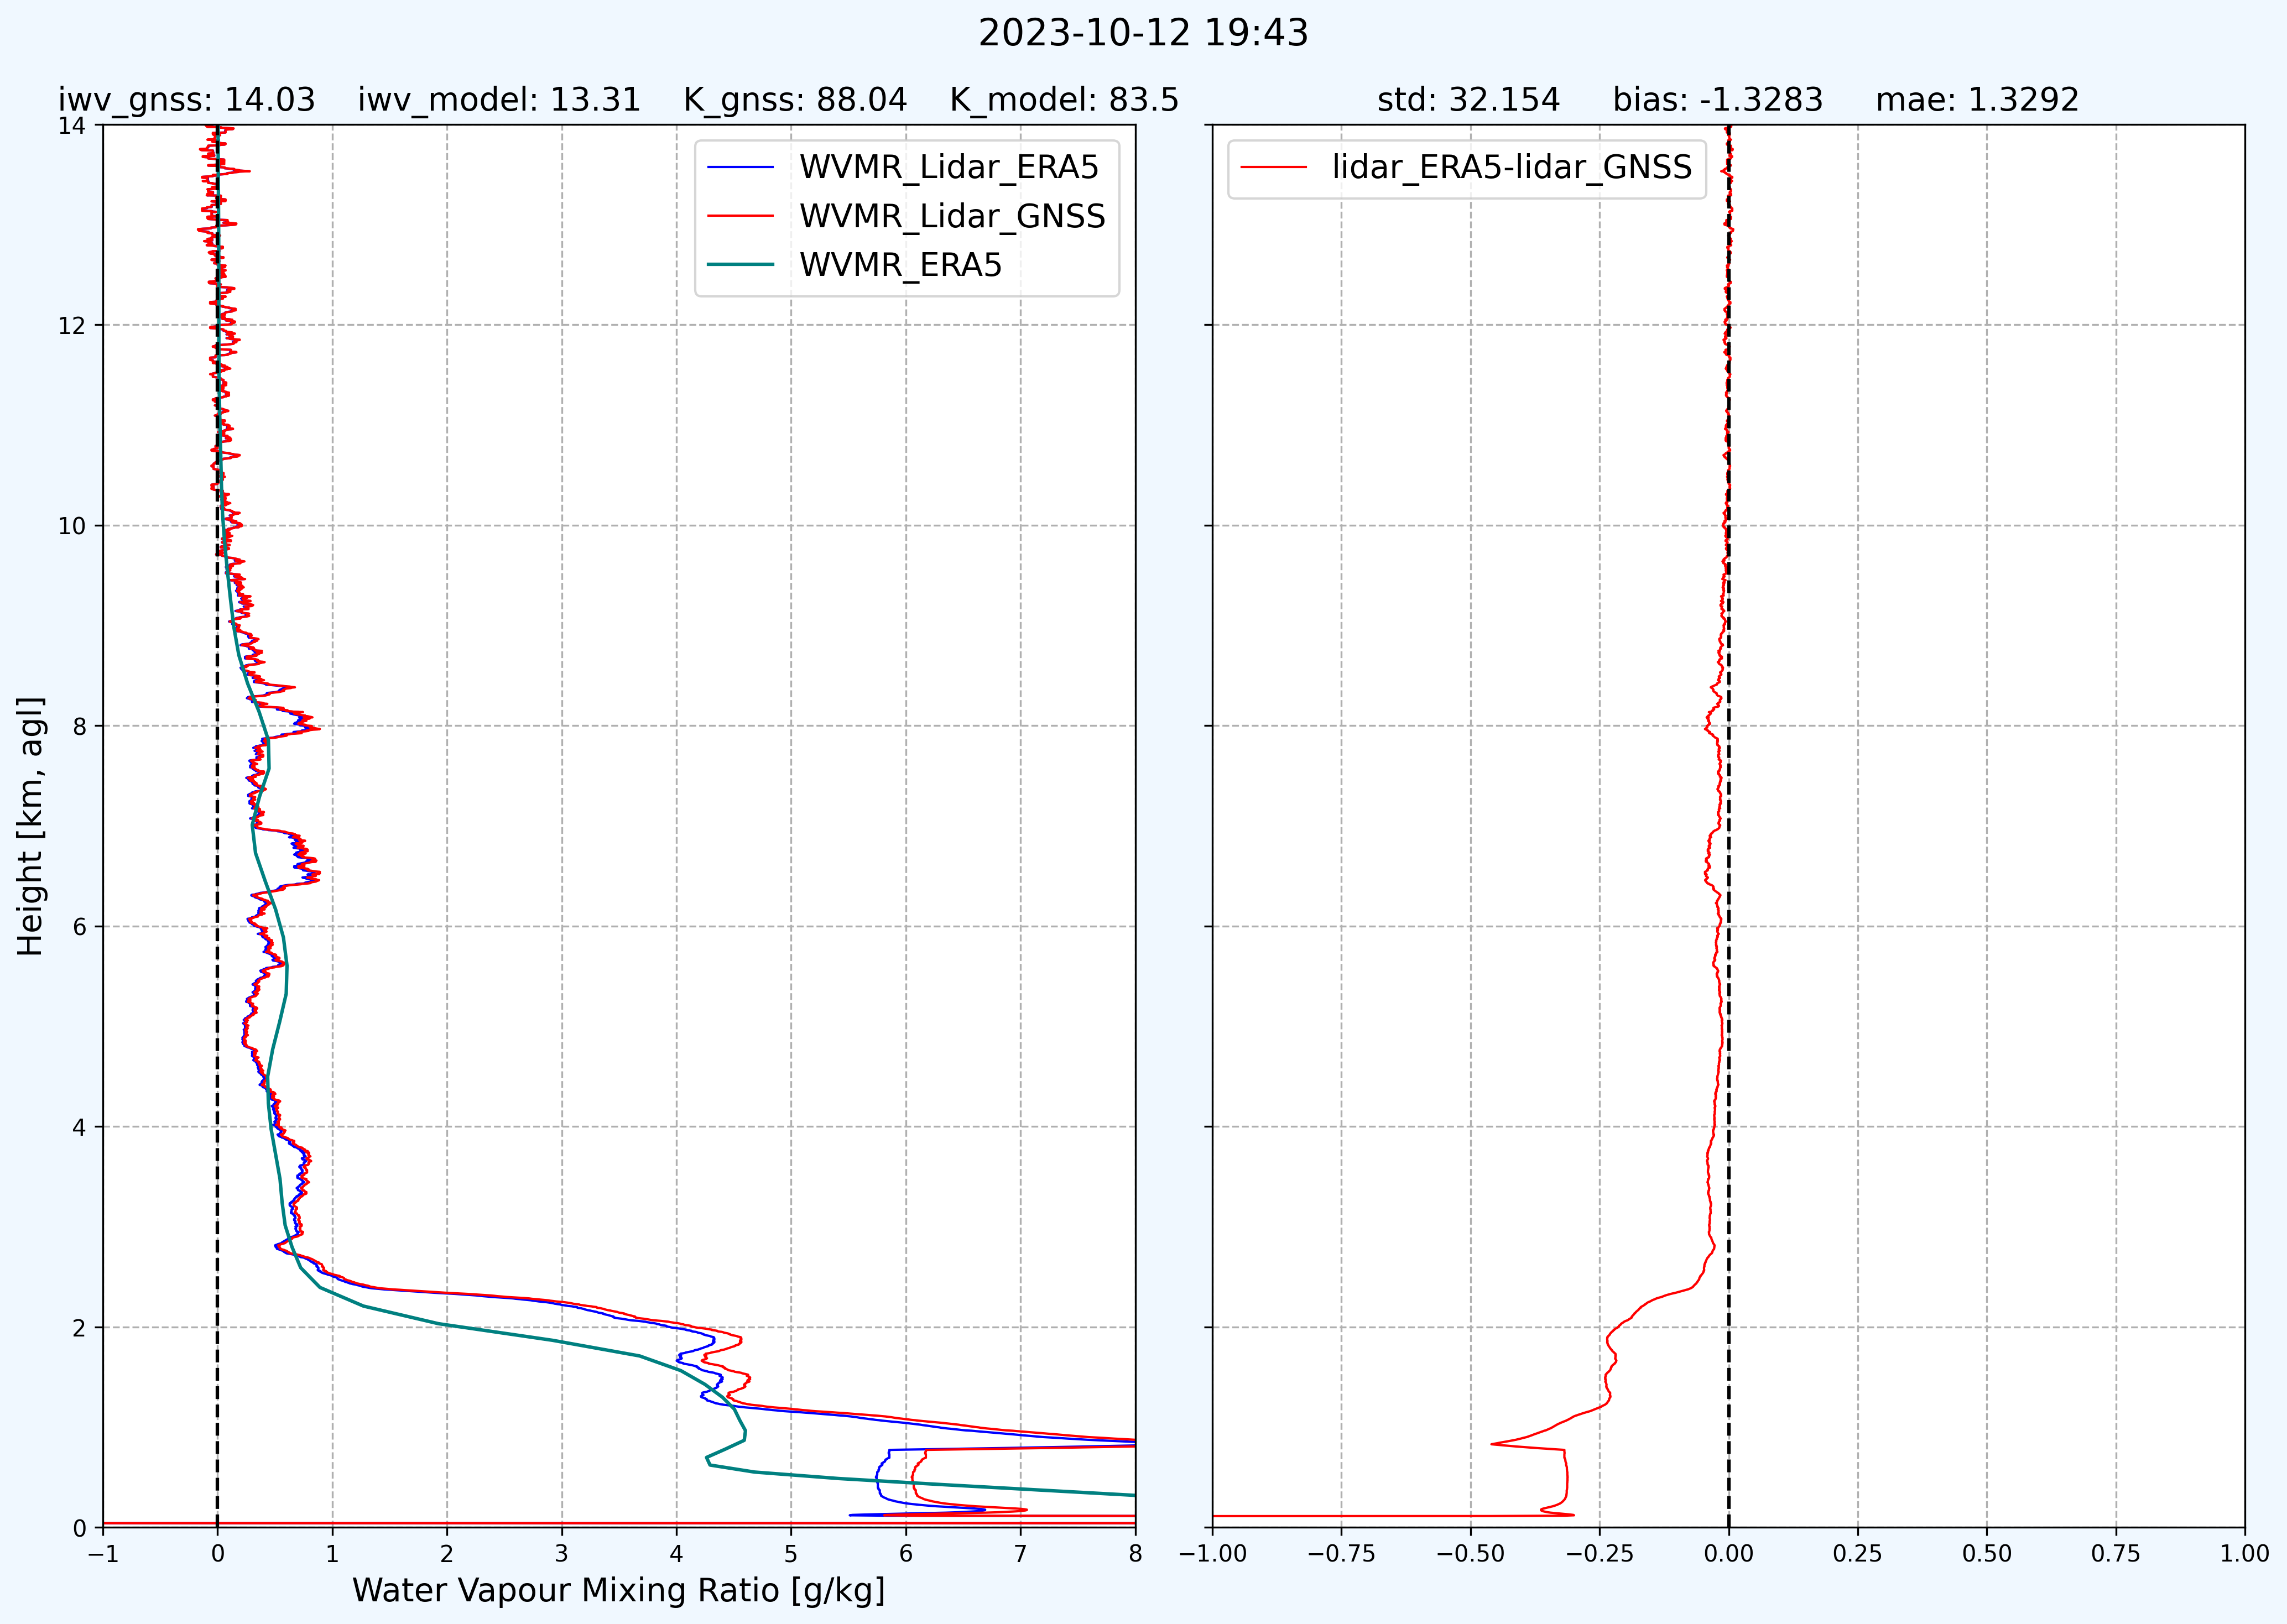 2023-10-12 19:43
iwv_gnss: 14.03 iwv_model: 13.31 K_gnss: 88.04 K_model: 83.5
std: 32.154 bias: -1.3283 mae: 1.3292
WVMR_Lidar_ERA5
WVMR_Lidar_GNSS
WVMR_ERA5
lidar_ERA5-lidar_GNSS
Height [km, agl]
14
12
10
8
6
4
2
0
−1 0 1 2 3 4 5 6 7 8
−1.00 −0.75 −0.50 −0.25 0.00 0.25 0.50 0.75 1.00
Water Vapour Mixing Ratio [g/kg]